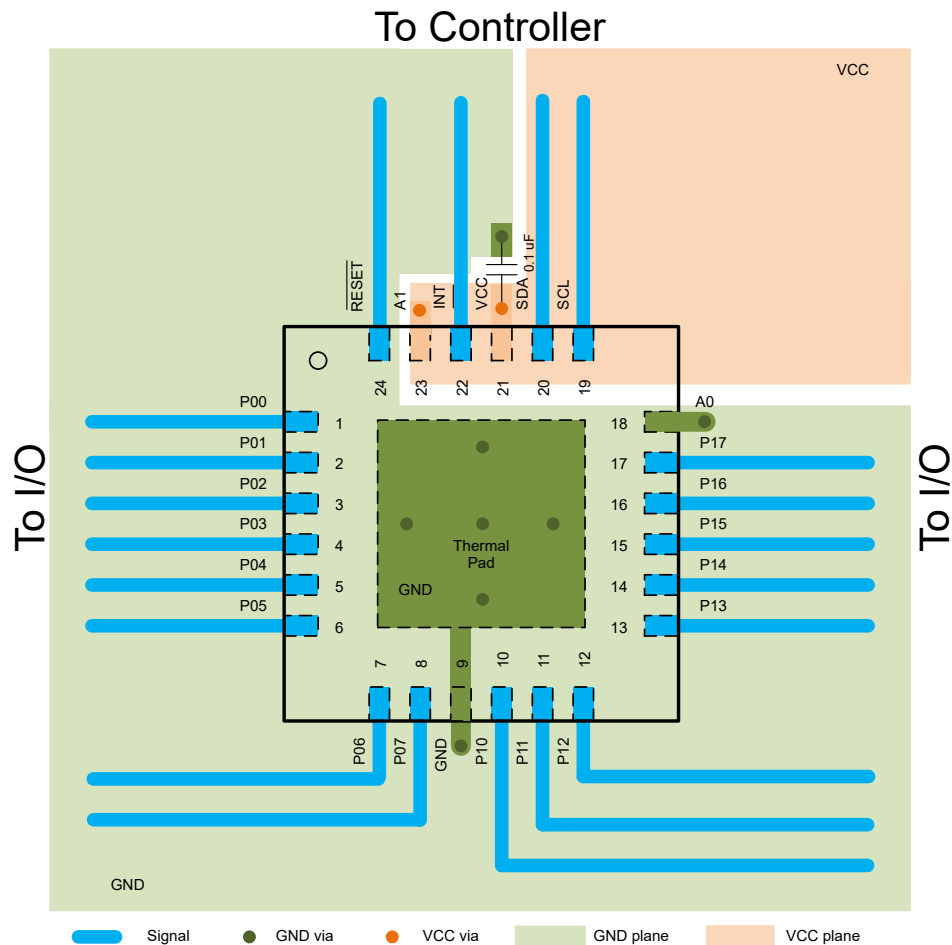 To Controller
VCC
RESET
A1
INT
VCC
0.1 uF
SDA
SCL
24
23
22
21
20
19
To I/O
P00
P01
P02
P03
P04
P05
1
2
3
4
5
6
Thermal
Pad
GND
18
17
16
15
14
13
A0
P17
P16
P15
P14
P13
To I/O
7
8
9
10
11
12
P06
P07
GND
P10
P11
P12
GND
Signal
GND via
VCC via
GND plane
VCC plane